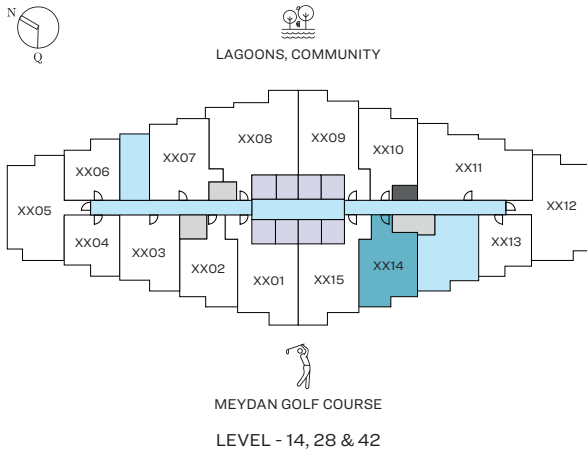 N
Q
LAGOONS, COMMUNITY
XX08 XX09
XX07 XX10
XX06 XX11
XX05 XX12
XX04 XX13
XX03 XX14
XX02
XX01 XX15
MEYDAN GOLF COURSE
LEVEL - 14, 28 & 42